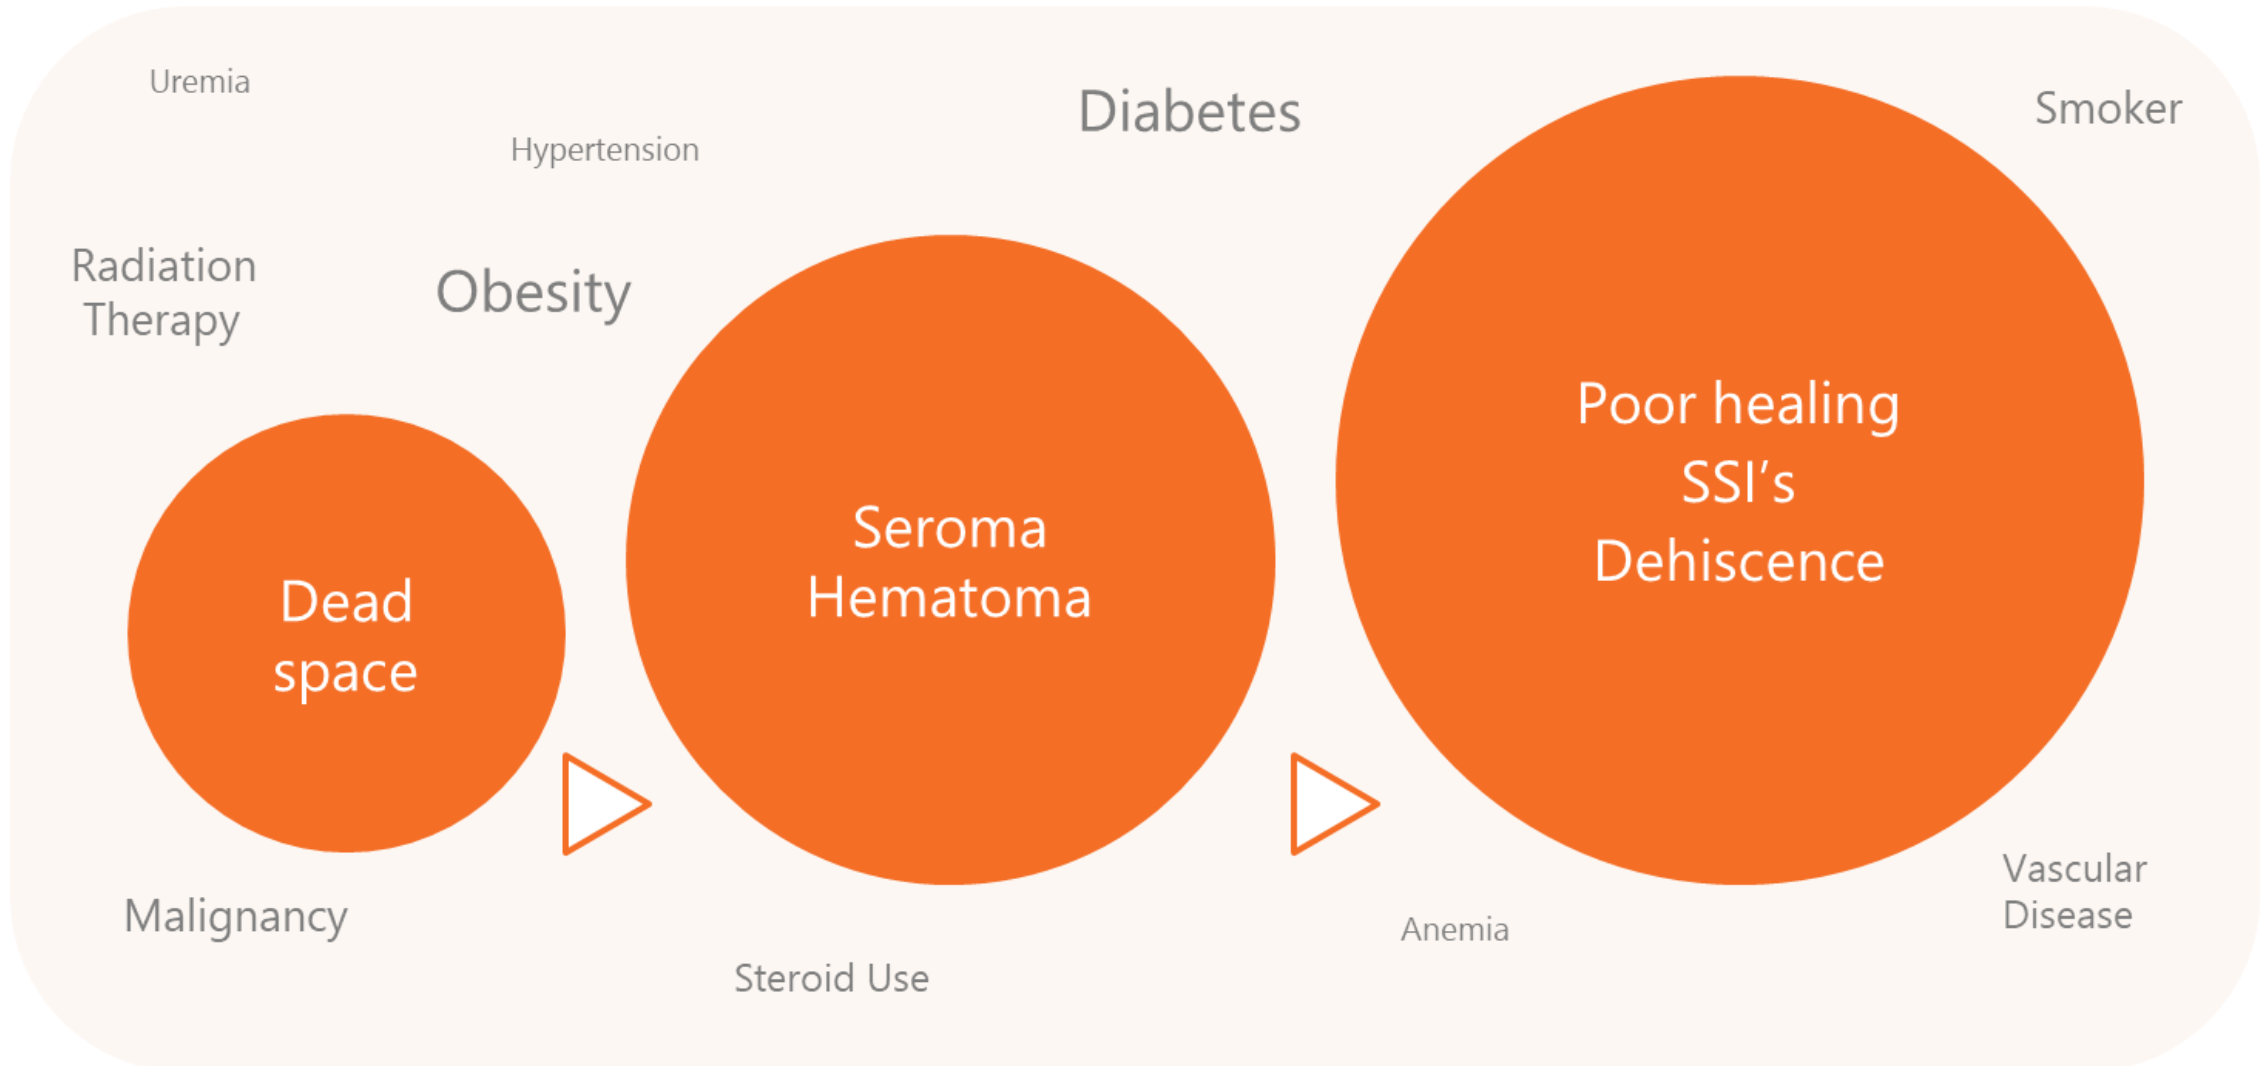 Uremia
Hypertension
Diabetes
Smoker
Radiation
Therapy
Obesity
Dead
space
Seroma
Hematoma
Poor healing
SSI’s
Dehiscence
Malignancy
Steroid Use
Anemia
Vascular
Disease